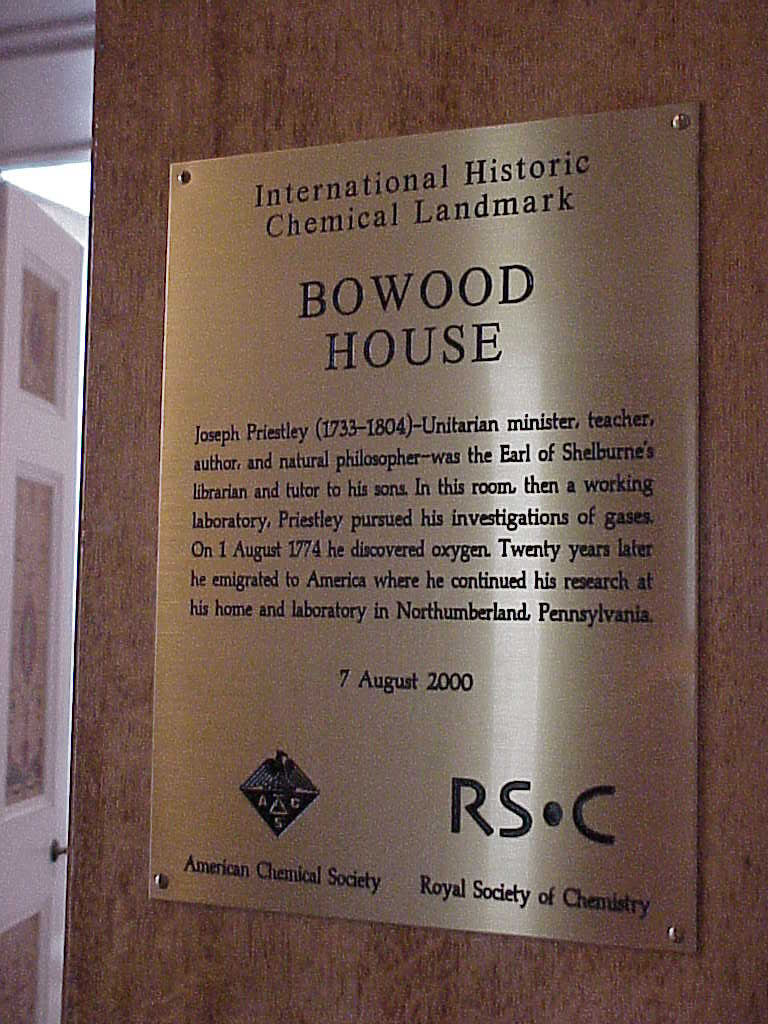 International Historic
Chemical Landmark
BOWOOD
HOUSE
Joseph Priestley (1733–1804)–Unitarian minister, teacher,
author, and natural philosopher–was the Earl of Shelburne's
librarian and tutor to his sons. In this room, then a working
laboratory, Priestley pursued his investigations of gases.
On 1 August 1774 he discovered oxygen. Twenty years later
he emigrated to America where he continued his research at
his home and laboratory in Northumberland, Pennsylvania.
7 August 2000
A C
S
RS•C
American Chemical Society
Royal Society of Chemistry